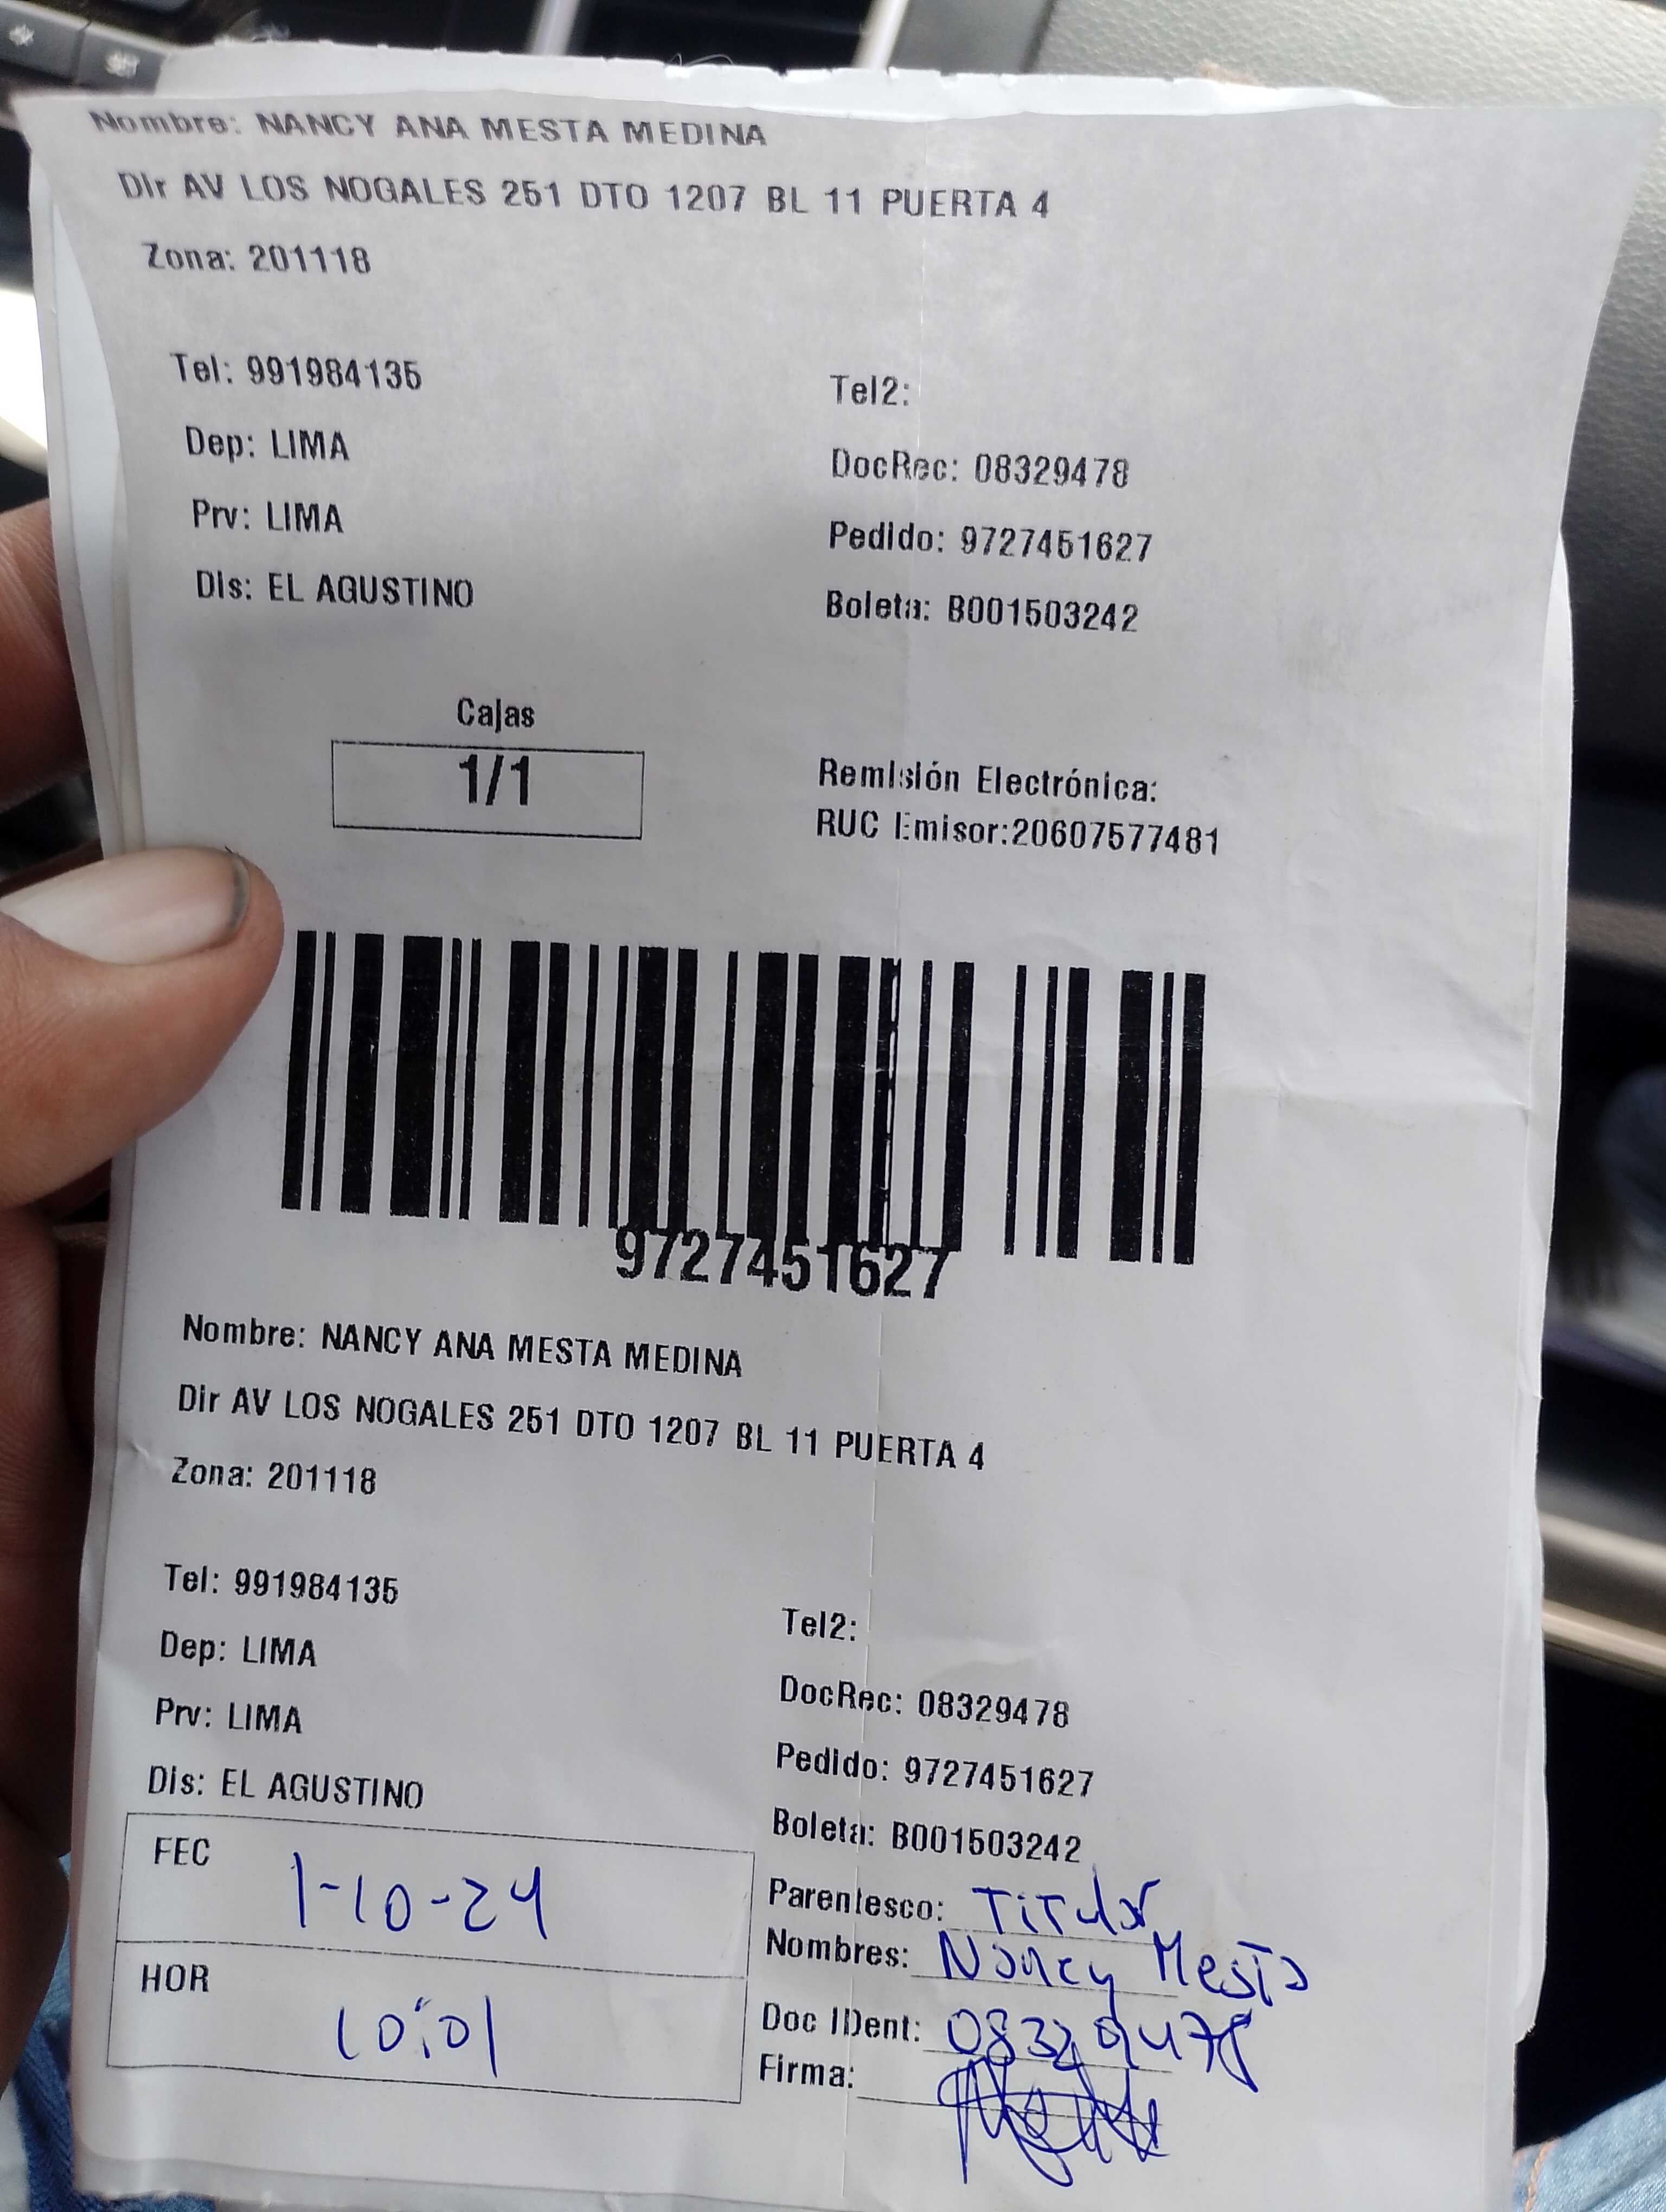 Nombre: NANCY ANA MESTA MEDINA
Dir AV LOS NOGALES 251 DTO 1207 BL 11 PUERTA 4
Zona: 201118
Tel: 991984135
Tel2:
Dep: LIMA
DocRec: 08329478
Prv: LIMA
Pedido: 9727451627
Dis: EL AGUSTINO
Boleta: B001503242
Cajas
1/1
Remisión Electrónica:
RUC Emisor:20607577481
9727451627
Nombre: NANCY ANA MESTA MEDINA
Dir AV LOS NOGALES 251 DTO 1207 BL 11 PUERTA 4
Zona: 201118
Tel: 991984135
Tel2:
Dep: LIMA
DocRec: 08329478
Prv: LIMA
Pedido: 9727451627
Dis: EL AGUSTINO
Boleta: B001503242
FEC 1-10-24
Parentesco: Titular
Nombres: Nancy Mesta
HOR 10:01
Doc IDent: 08329478
Firma: